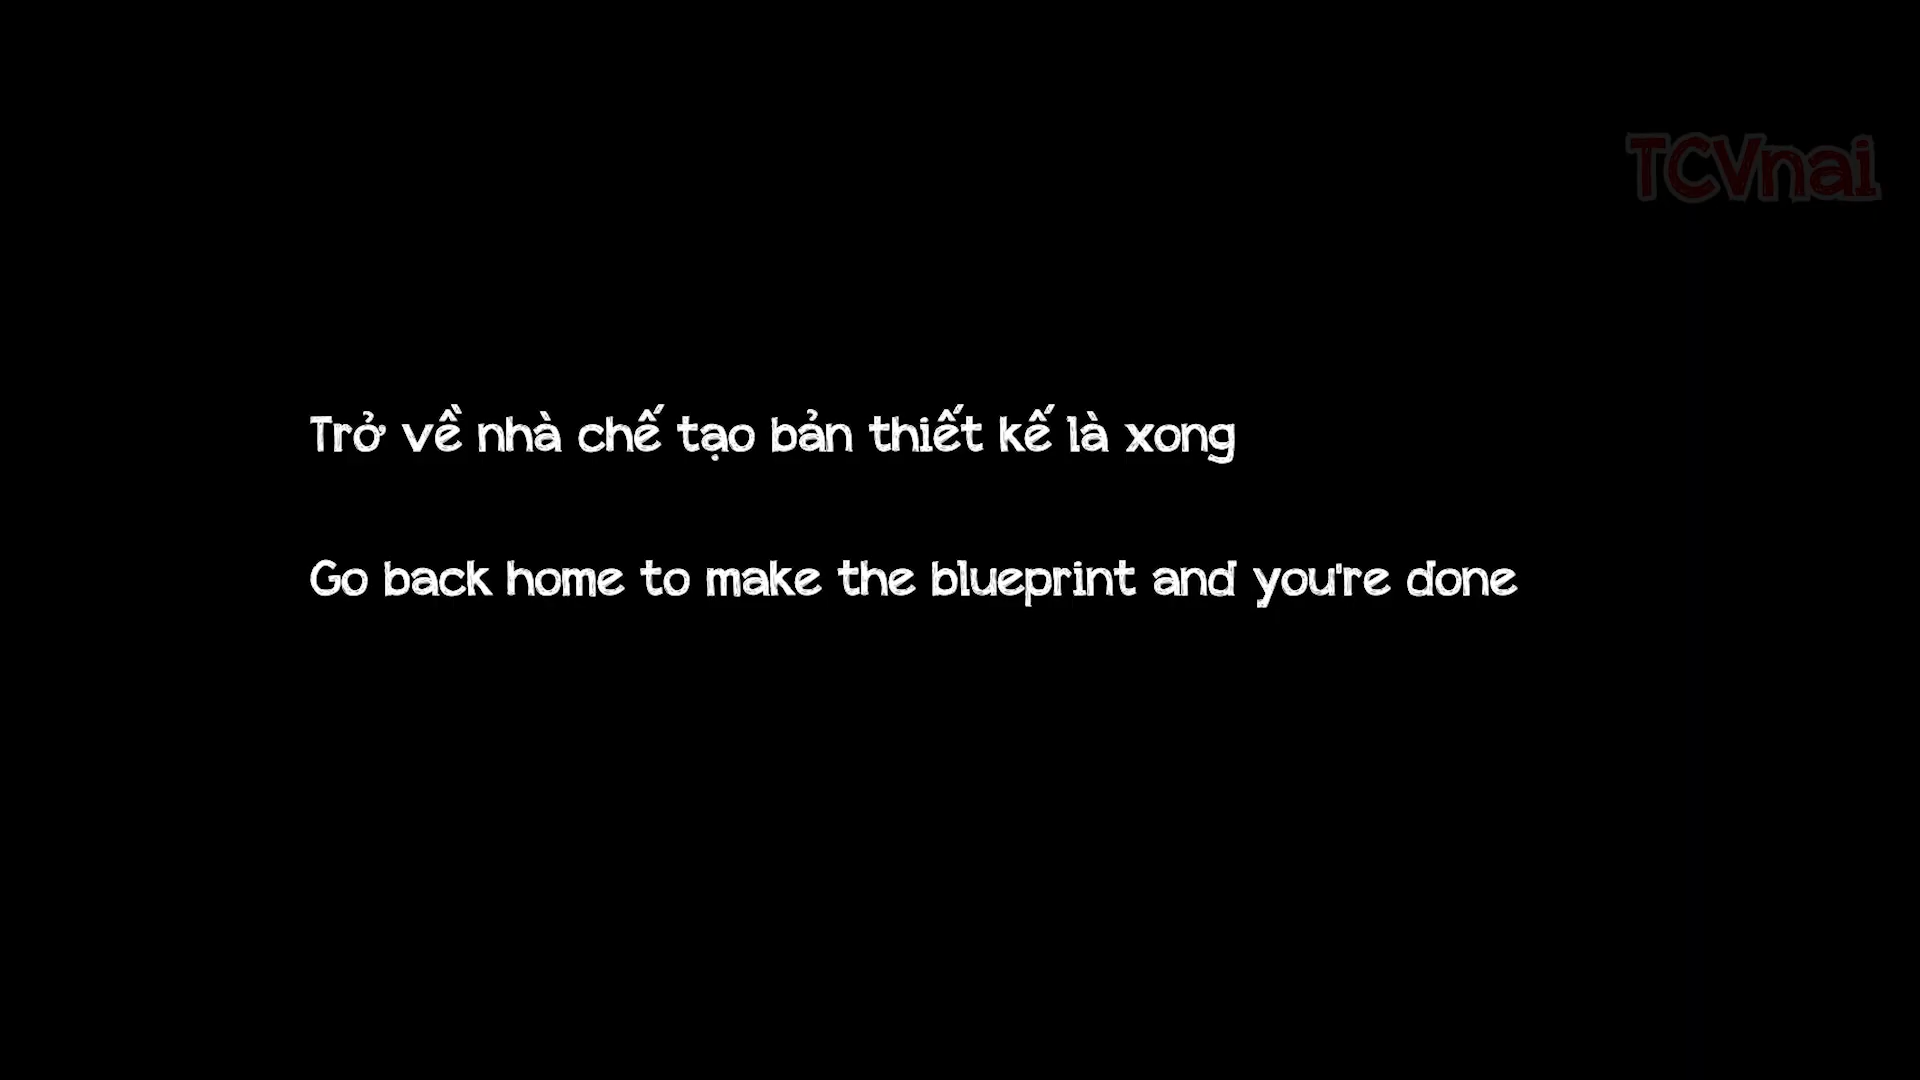 TCVnai
Trở về nhà chế tạo bản thiết kế là xong
Go back home to make the blueprint and you're done